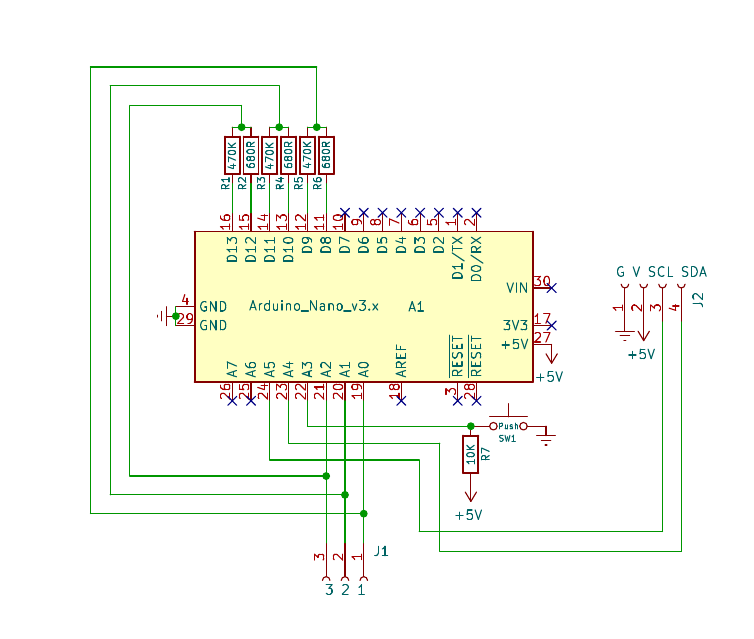 470K 680R 470K 680R 470K 680R
R1 R2 R3 R4 R5 R6
16 15 14 13 12 11 10 9 8 7 6 5 1 2
D13 D12 D11 D10 D9 D8 D7 D6 D5 D4 D3 D2 D1/TX D0/RX
G V SCL SDA
VIN 30
1 2 3 4 J2
4 GND
29 GND
Arduino_Nano_v3.x A1
3V3 17
+5V 27
+5V
+5V
A7 A6 A5 A4 A3 A2 A1 A0 AREF RESET RESET
26 25 24 23 22 21 20 19 18 3 28
Push
SW1
10K R7
+5V
3 2 1 J1
3 2 1